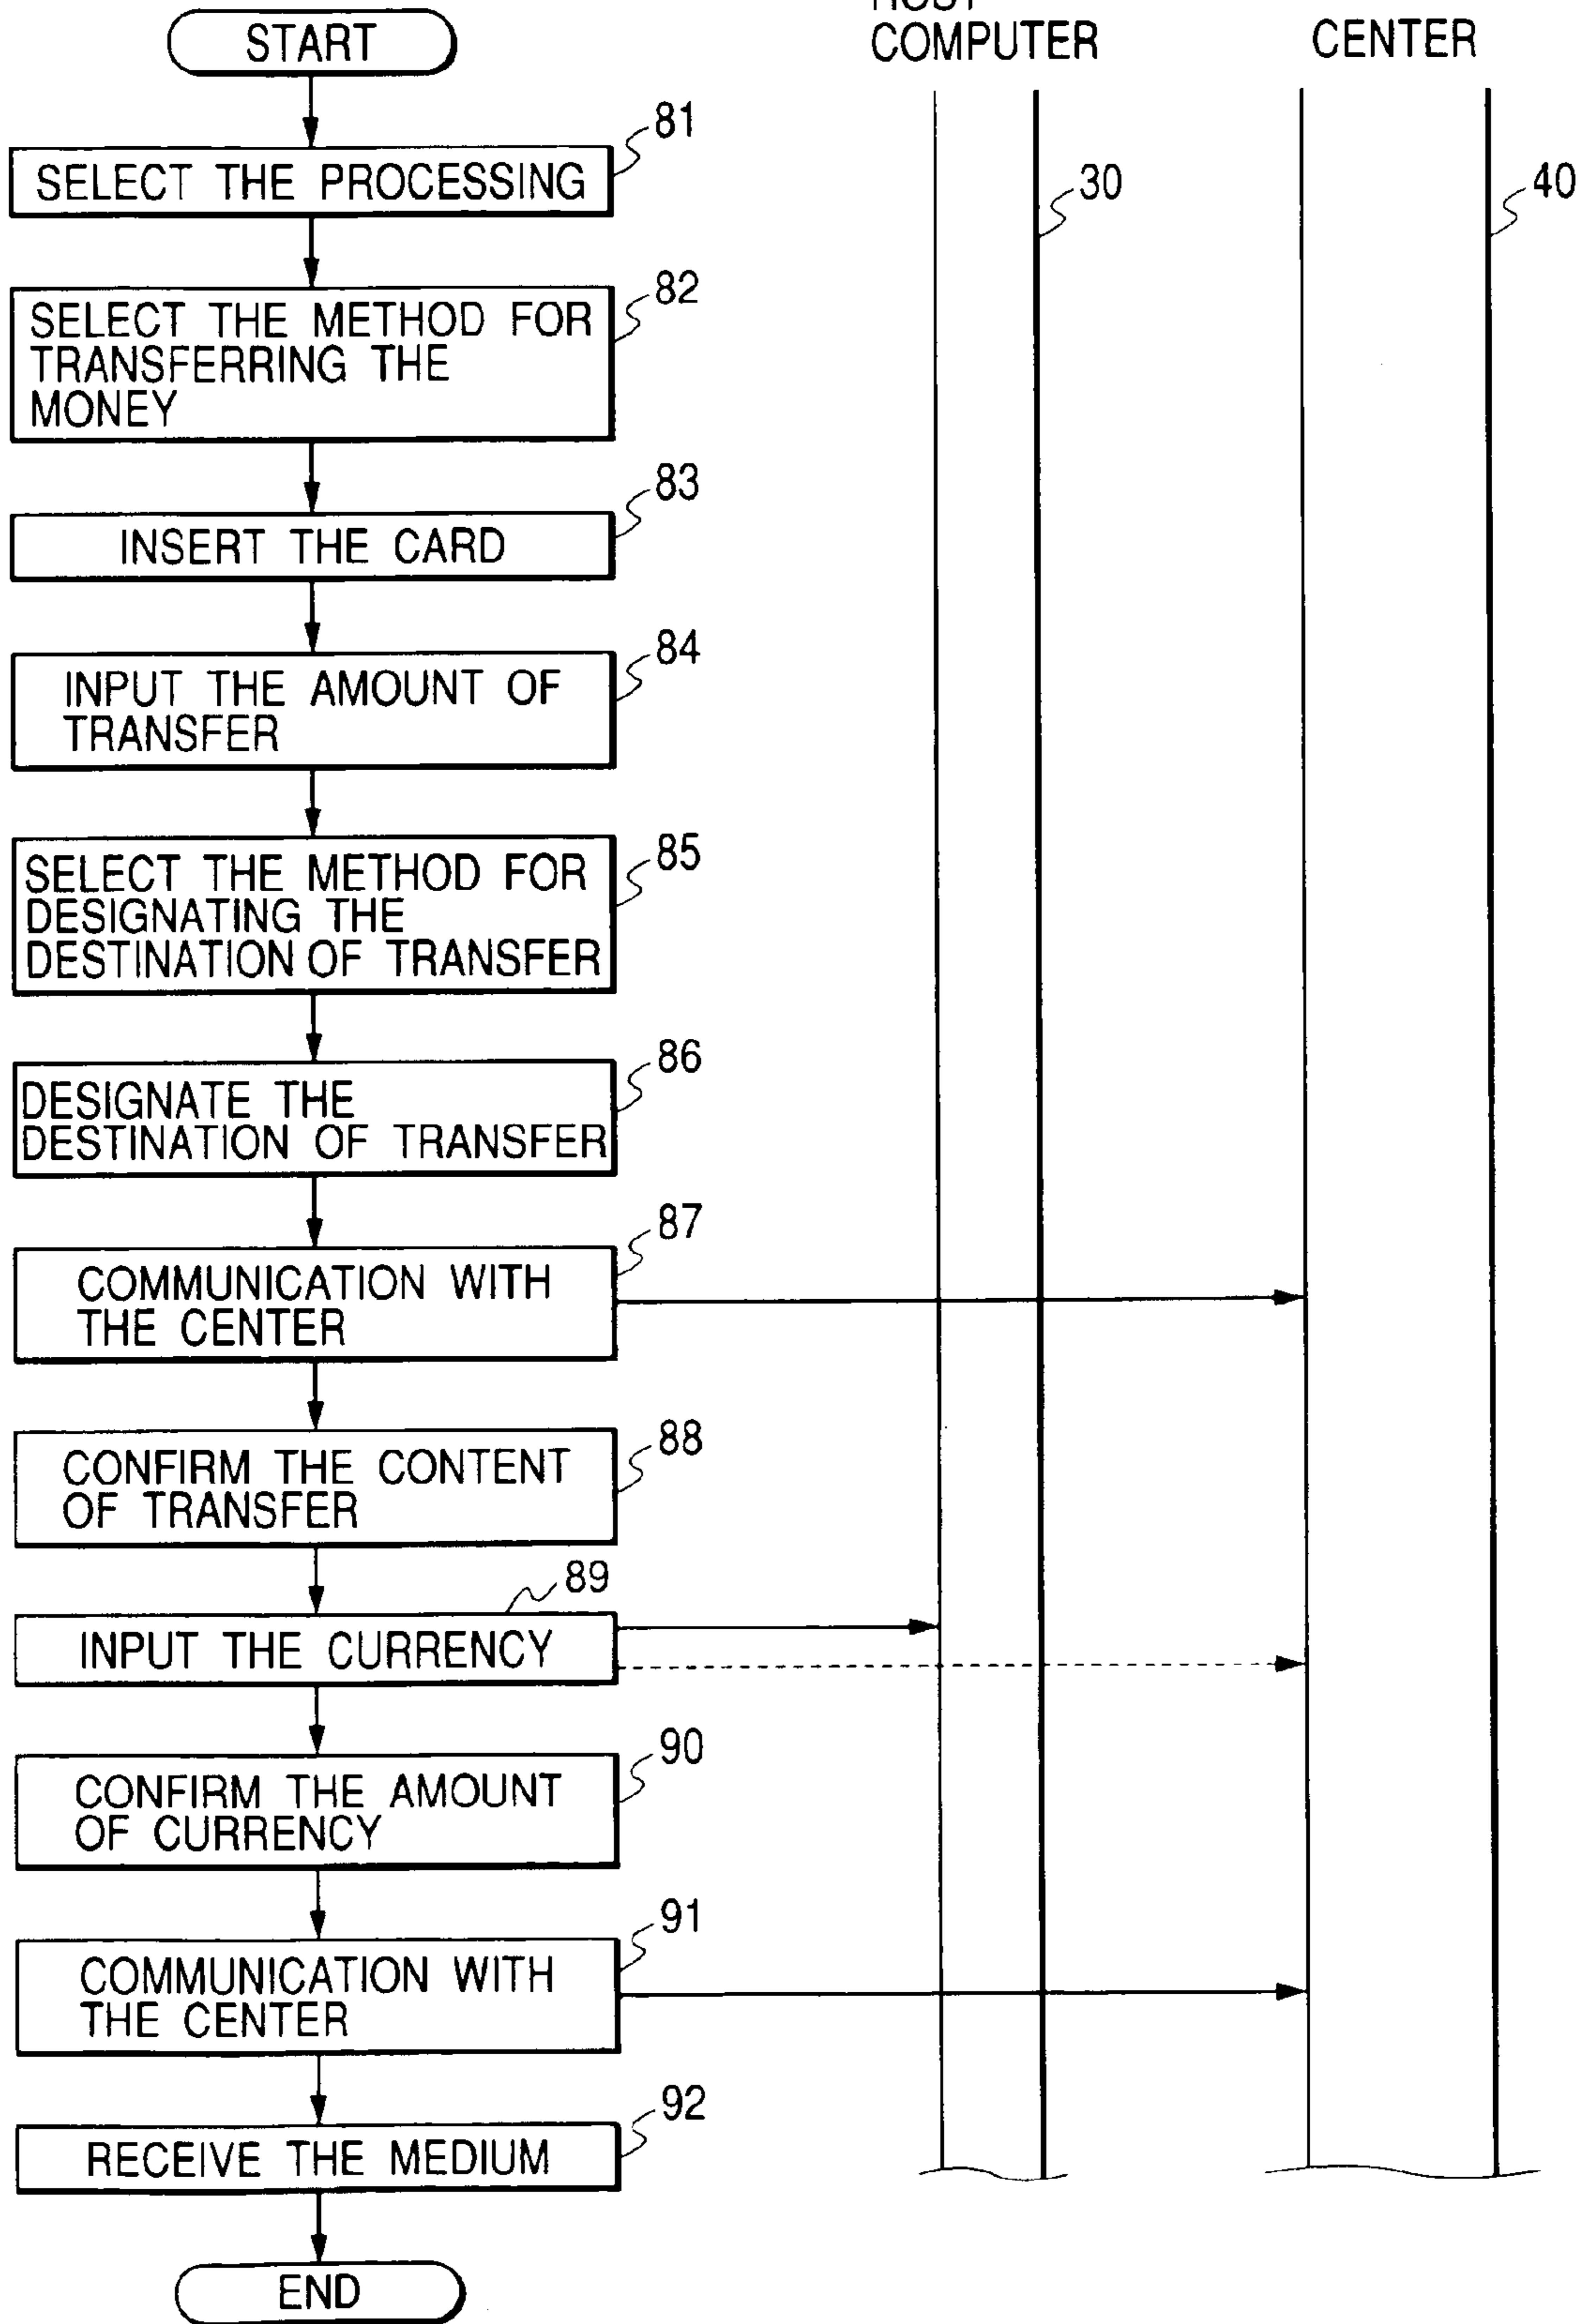 START
HOST
COMPUTER
CENTER
81
SELECT THE PROCESSING
30
40
82
SELECT THE METHOD FOR
TRANSFERRING THE
MONEY
83
INSERT THE CARD
84
INPUT THE AMOUNT OF
TRANSFER
85
SELECT THE METHOD FOR
DESIGNATING THE
DESTINATION OF TRANSFER
86
DESIGNATE THE
DESTINATION OF TRANSFER
87
COMMUNICATION WITH
THE CENTER
88
CONFIRM THE CONTENT
OF TRANSFER
89
INPUT THE CURRENCY
90
CONFIRM THE AMOUNT
OF CURRENCY
91
COMMUNICATION WITH
THE CENTER
92
RECEIVE THE MEDIUM
END